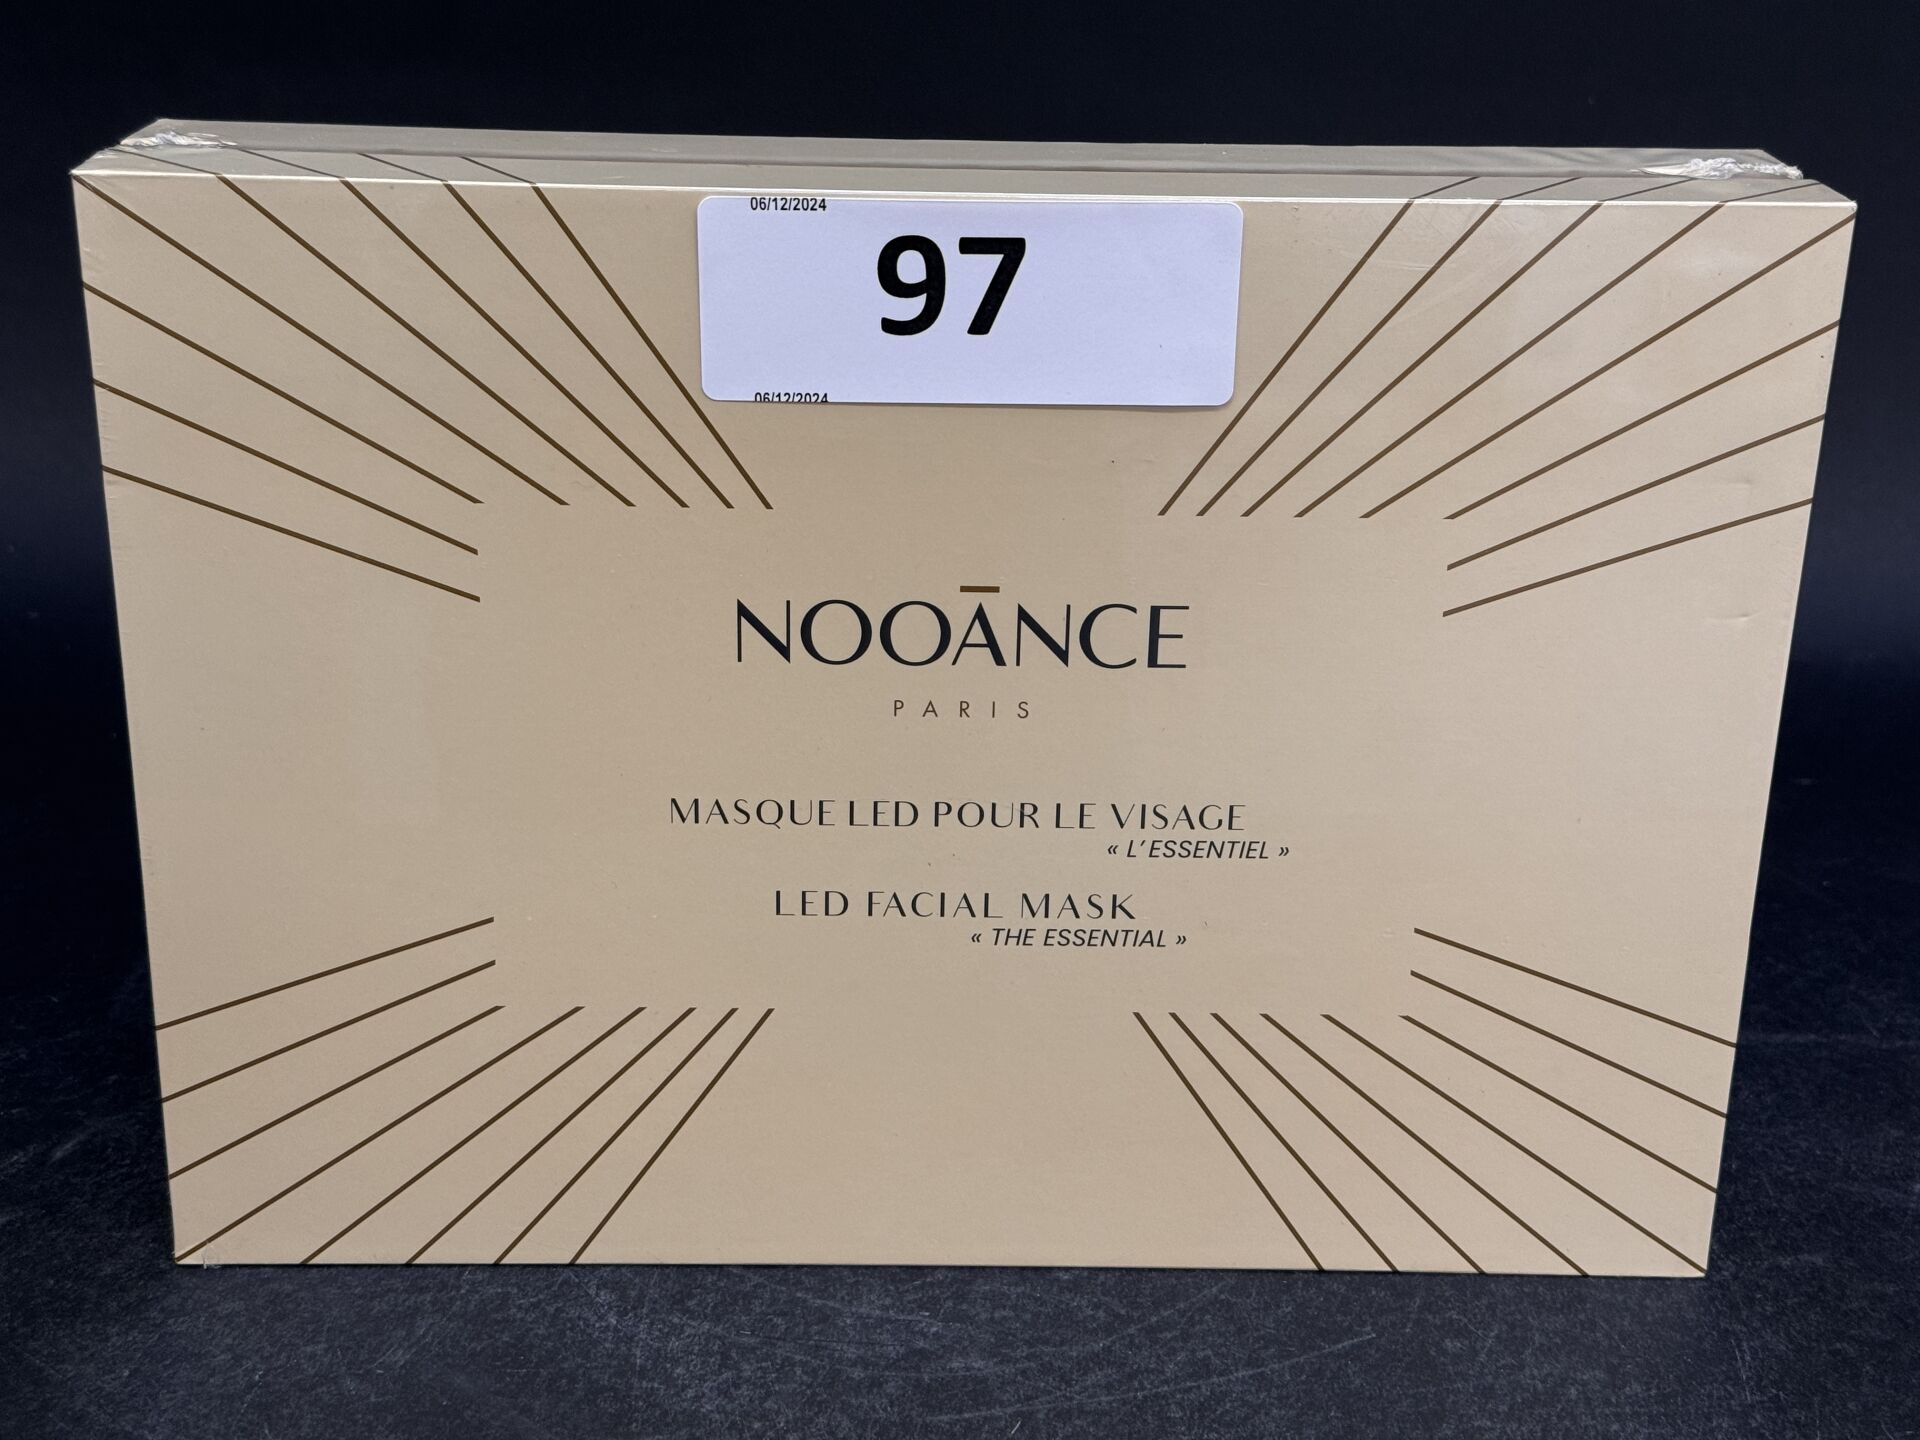 06/12/2024
97
06/12/2024
NOOĀNCE
PARIS
MASQUE LED POUR LE VISAGE
« L'ESSENTIEL »
LED FACIAL MASK
« THE ESSENTIAL »